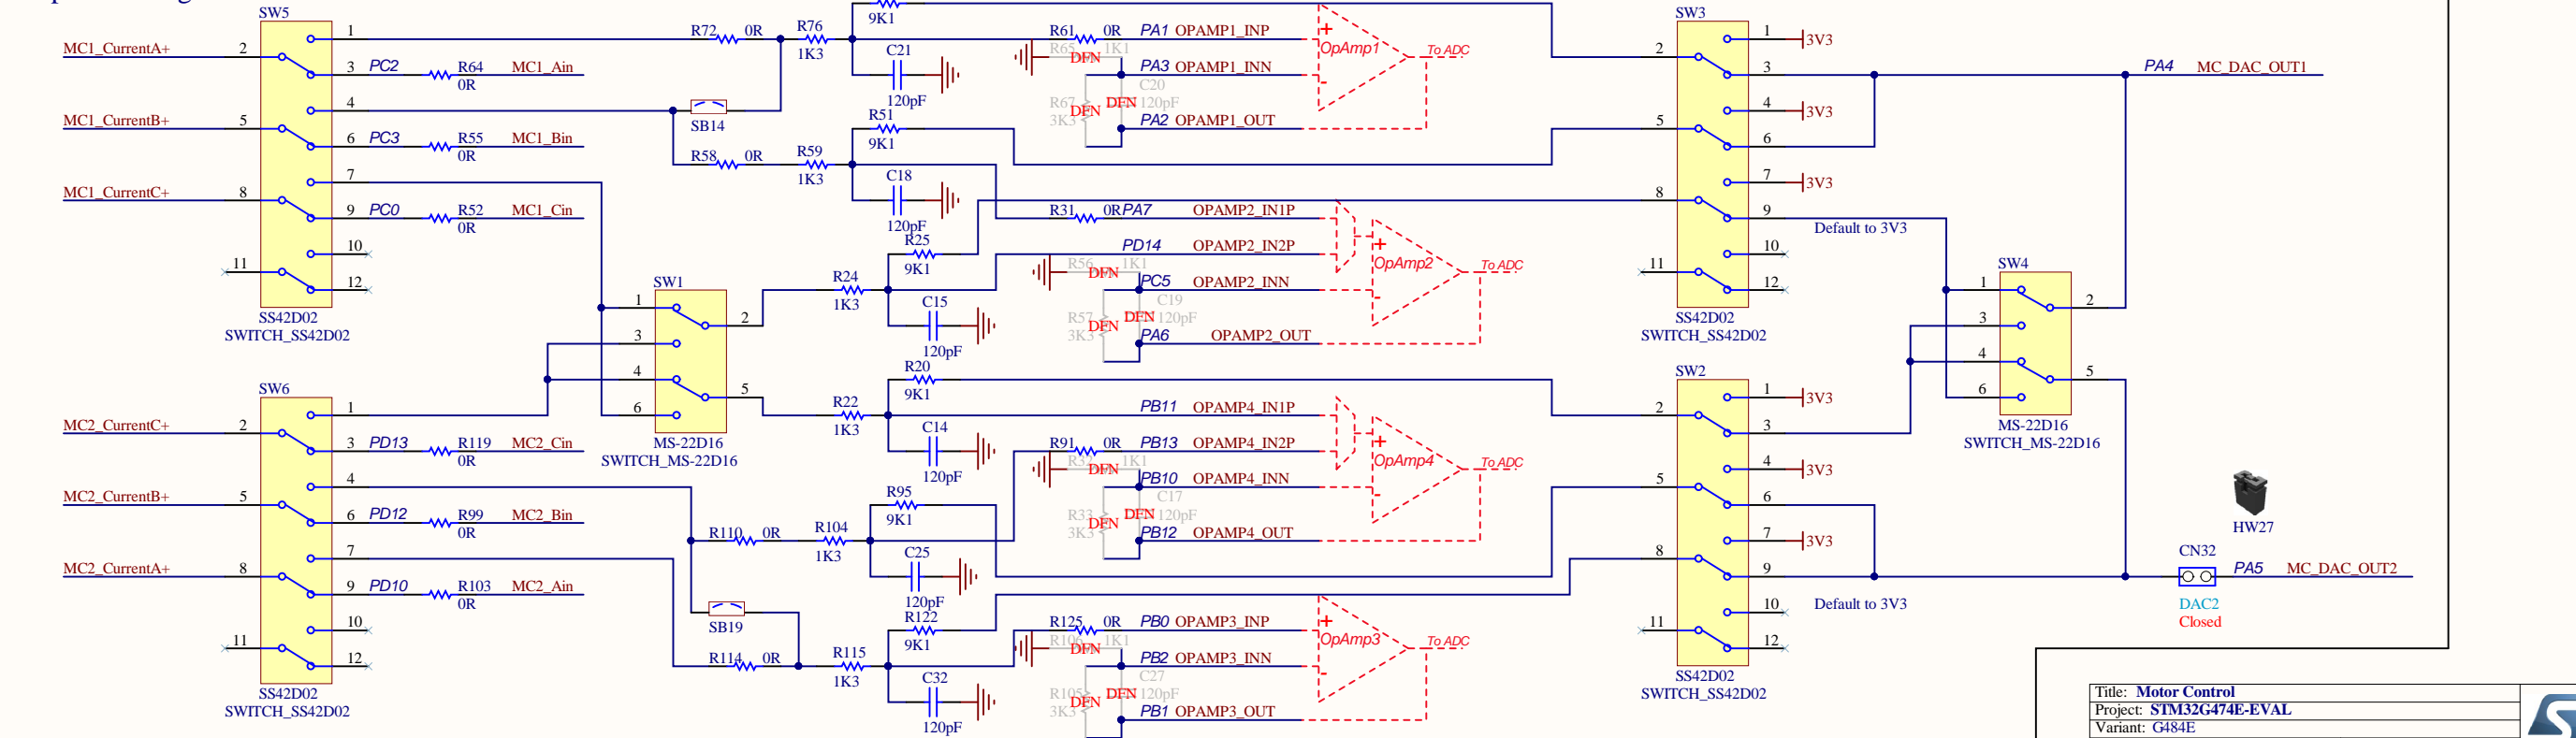 SW5
1
MC1_CurrentA+
2
3
PC2
R64
0R
MC1_Ain
4
MC1_CurrentB+
5
6
PC3
R55
0R
MC1_Bin
7
MC1_CurrentC+
8
9
PC0
R52
0R
MC1_Cin
10
11
12
SS42D02
SWITCH_SS42D02
SW6
1
MC2_CurrentC+
2
3
PD13
R119
0R
MC2_Cin
4
MC2_CurrentB+
5
6
PD12
R99
0R
MC2_Bin
7
MC2_CurrentA+
8
9
PD10
R103
0R
MC2_Ain
10
11
12
SS42D02
SWITCH_SS42D02
SW1
1
2
3
4
5
6
MS-22D16
SWITCH_MS-22D16
R72 0R
R76
1K3
9K1
C21
120pF
SB14
R51
9K1
R58 0R
R59
1K3
C18
120pF
R25
9K1
R24
1K3
C15
120pF
R20
9K1
R22
1K3
C14
120pF
R95
9K1
R110 0R
R104
1K3
C25
120pF
SB19
R122
9K1
R114 0R
R115
1K3
C32
120pF
R61 0R PA1 OPAMP1_INP
R65 DFN 1K1
PA3 OPAMP1_INN
C20
R67 DFN DFN 120pF
3K3
PA2 OPAMP1_OUT
OpAmp1
+
-
To ADC
R31 0R PA7 OPAMP2_IN1P
PD14 OPAMP2_IN2P
R56 DFN 1K1
PC5 OPAMP2_INN
C19
R57 DFN DFN 120pF
3K3
PA6 OPAMP2_OUT
OpAmp2
+
-
To ADC
PB11 OPAMP4_IN1P
R91 0R PB13 OPAMP4_IN2P
DFN 1K1
PB10 OPAMP4_INN
C17
R33 DFN DFN 120pF
3K3
PB12 OPAMP4_OUT
OpAmp4
+
-
To ADC
R125 0R PB0 OPAMP3_INP
R106 DFN 1K1
PB2 OPAMP3_INN
C27
R105 DFN DFN 120pF
3K3
PB1 OPAMP3_OUT
OpAmp3
+
-
To ADC
SW3
1
3V3
2
3
4
3V3
5
6
7
3V3
8
9
Default to 3V3
10
11
12
SS42D02
SWITCH_SS42D02
SW2
1
3V3
2
3
4
3V3
5
6
7
3V3
8
9
Default to 3V3
10
11
12
SS42D02
SWITCH_SS42D02
PA4 MC_DAC_OUT1
SW4
1
2
3
4
5
6
MS-22D16
SWITCH_MS-22D16
HW27
CN32
PA5 MC_DAC_OUT2
DAC2
Closed
Title: Motor Control
Project: STM32G474E-EVAL
Variant: G484E